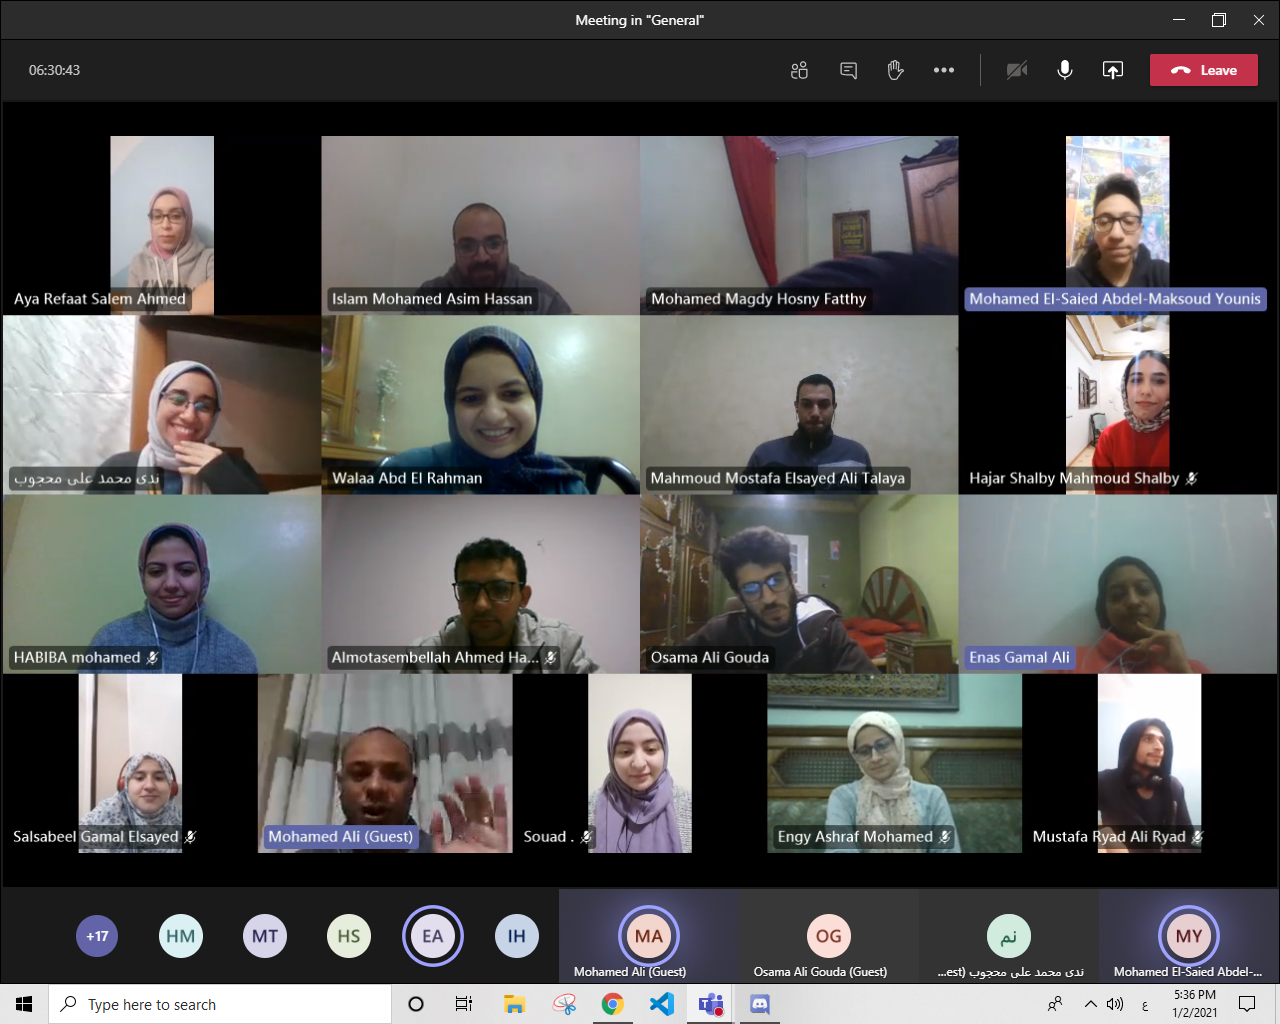 Meeting in "General"
06:30:43
Leave
Aya Refaat Salem Ahmed
Islam Mohamed Asim Hassan
Mohamed Magdy Hosny Fatthy
Mohamed El-Saied Abdel-Maksoud Younis
ندى محمد على محجوب
Walaa Abd El Rahman
Mahmoud Mostafa Elsayed Ali Talaya
Hajar Shalby Mahmoud Shalby
HABIBA mohamed
Almotasembellah Ahmed Ha...
Osama Ali Gouda
Enas Gamal Ali
Salsabeel Gamal Elsayed
Mohamed Ali (Guest)
Souad .
Engy Ashraf Mohamed
Mustafa Ryad Ali Ryad
+17
HM
MT
HS
EA
IH
MA
Mohamed Ali (Guest)
OG
Osama Ali Gouda (Guest)
نم
ندى محمد على محجوب (est...
MY
Mohamed El-Saied Abdel-...
Type here to search
ع
5:36 PM
1/2/2021